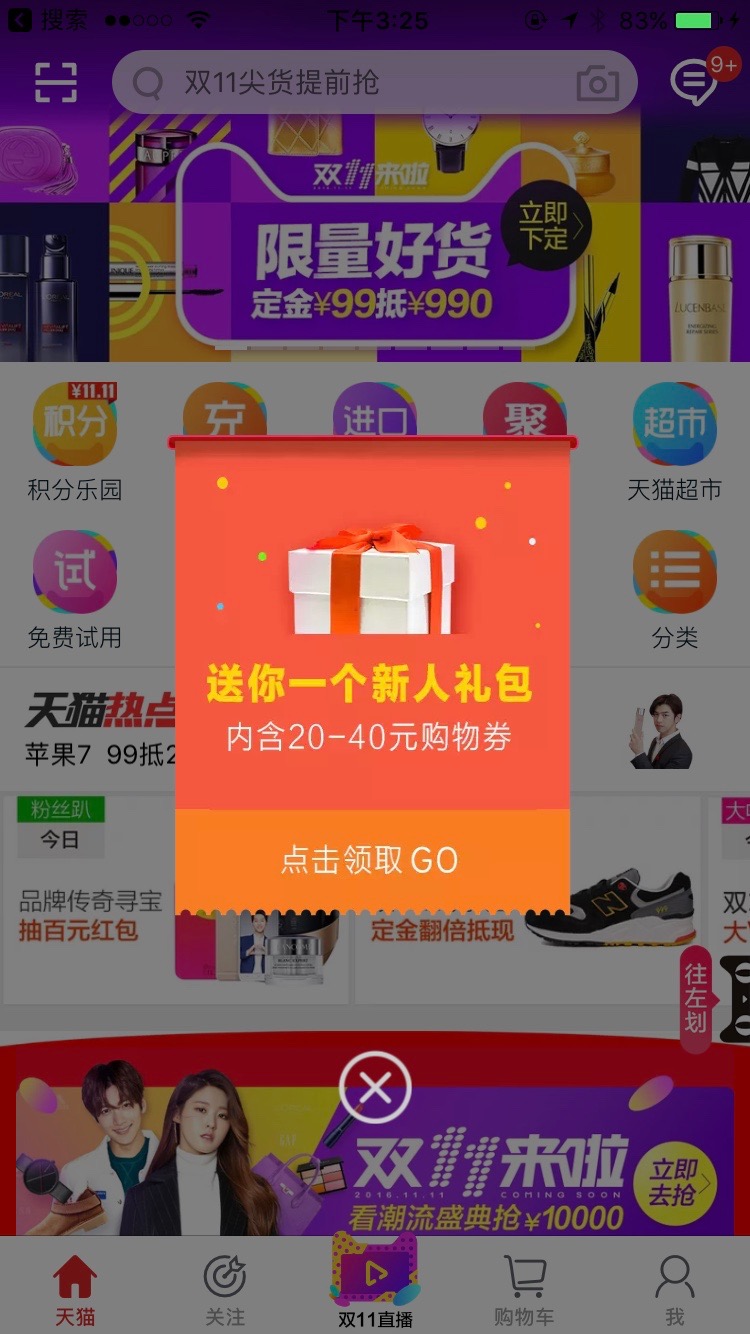 搜索
下午3:25
83%
双11尖货提前抢
9+
双11来啦
限量好货
定金¥99抵¥990
立即
下定
LUCENBASE
¥11.11
积分
充
进口
聚
超市
积分乐园
天猫超市
试
免费试用
分类
送你一个新人礼包
内含20-40元购物券
点击领取 GO
天猫热点
苹果7 99抵2
粉丝趴
今日
品牌传奇寻宝
抽百元红包
定金翻倍抵现
往左划
双11来啦
2016.11.11 COMING SOON
看潮流盛典抢¥10000
立即
去抢
天猫
关注
双11直播
购物车
我